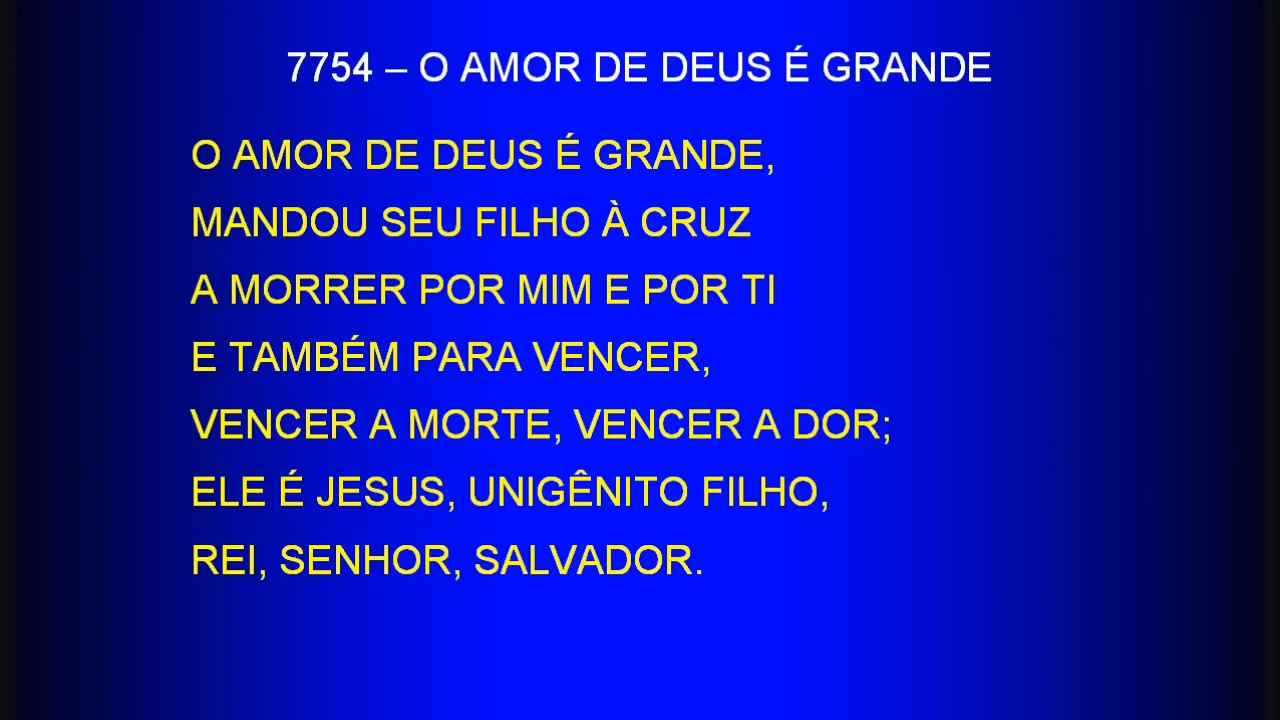 7754 – O AMOR DE DEUS É GRANDE
O AMOR DE DEUS É GRANDE,
MANDOU SEU FILHO À CRUZ
A MORRER POR MIM E POR TI
E TAMBÉM PARA VENCER,
VENCER A MORTE, VENCER A DOR;
ELE É JESUS, UNIGÊNITO FILHO,
REI, SENHOR, SALVADOR.